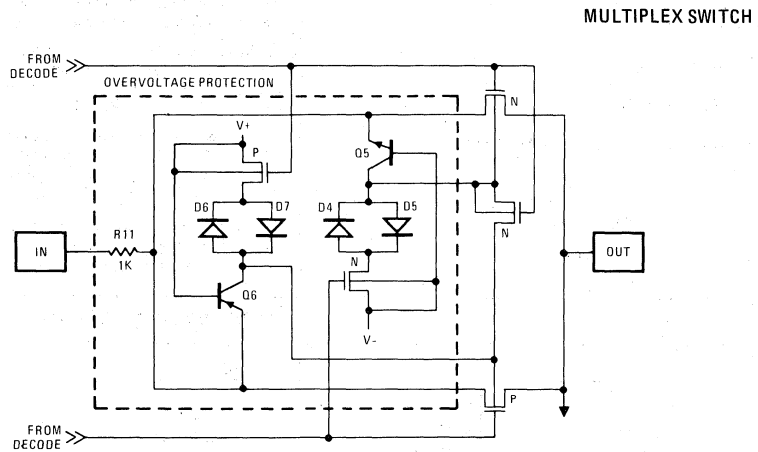 MULTIPLEX SWITCH
FROM
DECODE
OVERVOLTAGE PROTECTION
N
V+
P
Q5
D6
D7
D4
D5
R11
IN
1K
N
OUT
N
Q6
V-
P
FROM
DECODE